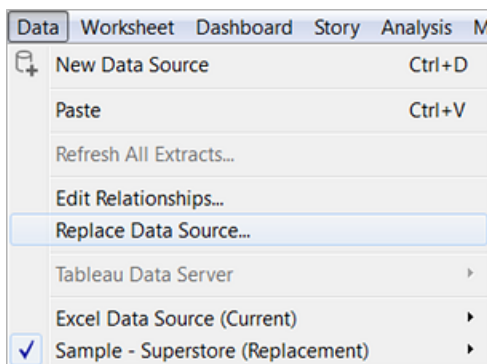 Data Worksheet Dashboard Story Analysis M
New Data Source Ctrl+D
Paste Ctrl+V
Refresh All Extracts...
Edit Relationships...
Replace Data Source...
Tableau Data Server
Excel Data Source (Current)
Sample - Superstore (Replacement)